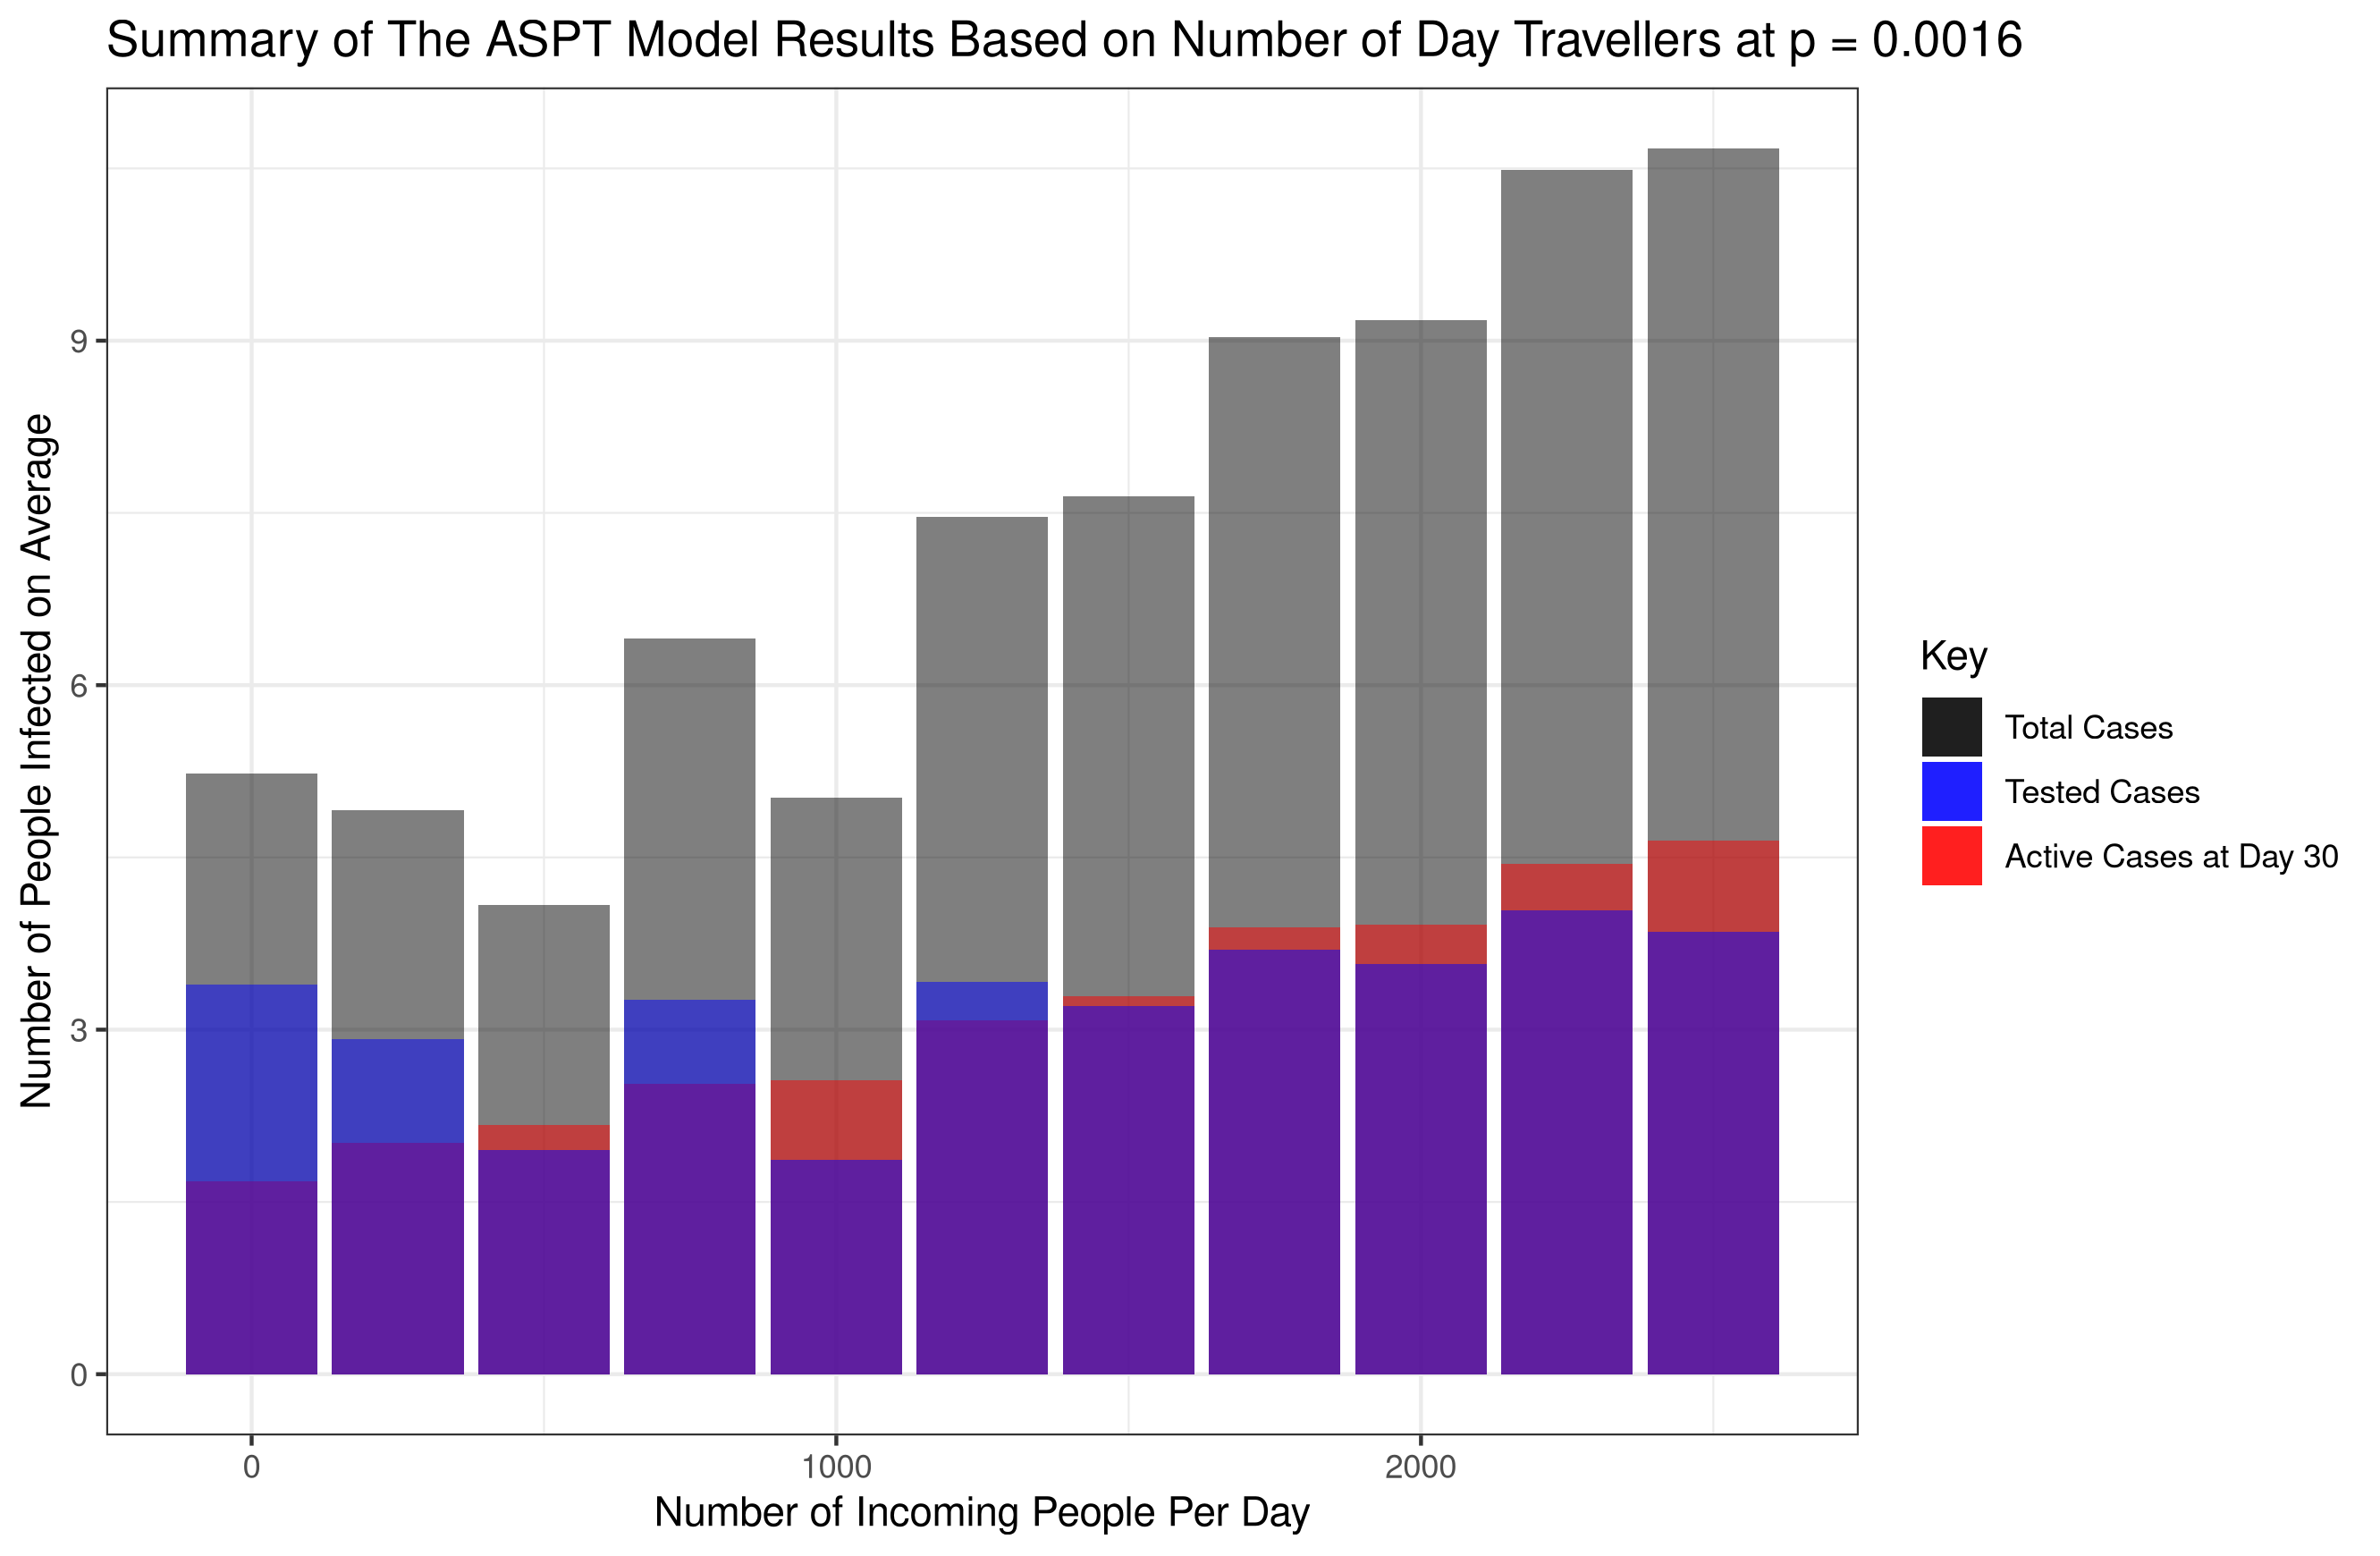 Summary of The ASPT Model Results Based on Number of Day Travellers at p = 0.0016
Number of People Infected on Average
9
6
3
0
0
1000
2000
Number of Incoming People Per Day
Key
Total Cases
Tested Cases
Active Cases at Day 30